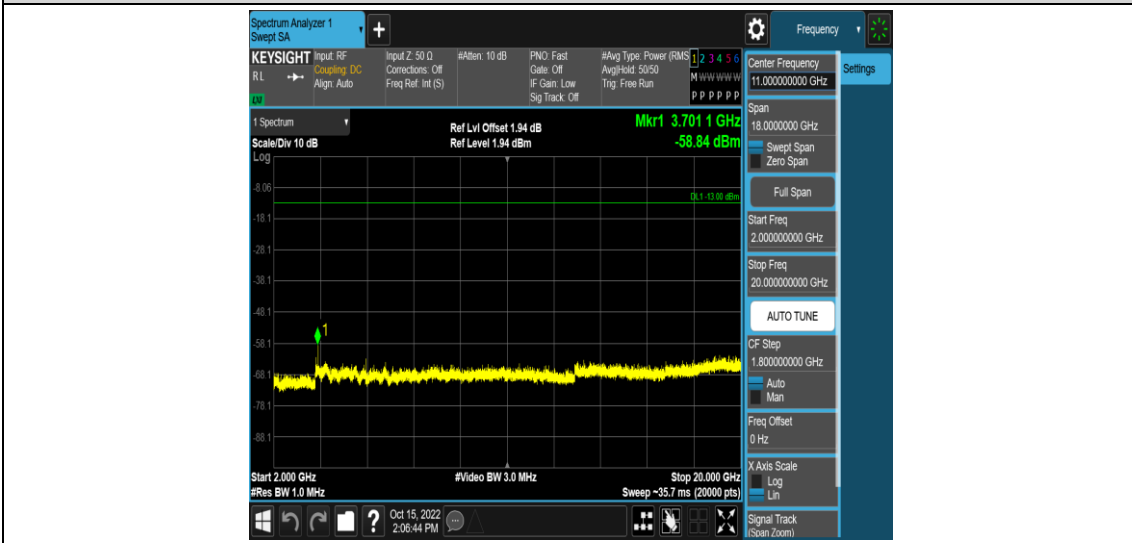 Spectrum Analyzer 1
Swept SA
+
Frequency
KEYSIGHT
Input: RF
Input Z: 50 Ω
#Atten: 10 dB
PNO: Fast
#Avg Type: Power (RMS
1 2 3 4 5 6
R L
Coupling: DC
Corrections: Off
Gate: Off
Avg|Hold: 50/50
M W W W W W
Align: Auto
Freq Ref: Int (S)
IF Gain: Low
Trig: Free Run
Sig Track: Off
P P P P P P
LXI
1 Spectrum
Ref Lvl Offset 1.94 dB
Mkr1 3.701 1 GHz
Scale/Div 10 dB
Ref Level 1.94 dBm
-58.84 dBm
Log
-8.06
DL1 -13.00 dBm
-18.1
-28.1
-38.1
-48.1
1
-58.1
-68.1
-78.1
-88.1
Start 2.000 GHz
#Video BW 3.0 MHz
Stop 20.000 GHz
#Res BW 1.0 MHz
Sweep ~35.7 ms (20000 pts)
?
Oct 15, 2022
2:06:44 PM
Center Frequency
11.000000000 GHz
Settings
Span
18.0000000 GHz
Swept Span
Zero Span
Full Span
Start Freq
2.000000000 GHz
Stop Freq
20.000000000 GHz
AUTO TUNE
CF Step
1.800000000 GHz
Auto
Man
Freq Offset
0 Hz
X Axis Scale
Log
Lin
Signal Track
(Span Zoom)